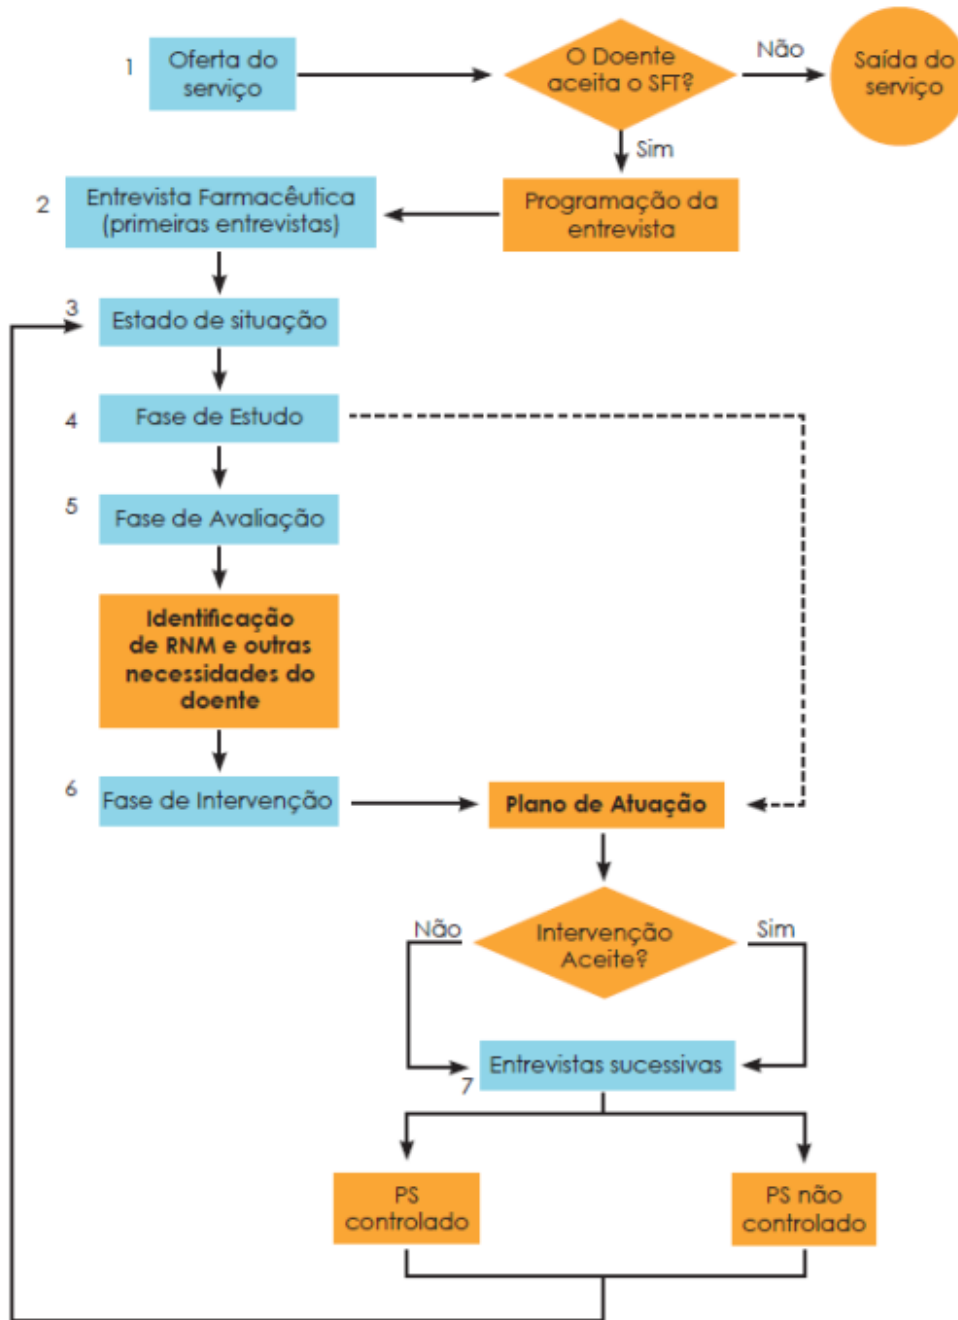 1
Oferta do
serviço
O Doente
aceita o SFT?
Não
Saída do
serviço
Sim
2
Entrevista Farmacêutica
(primeiras entrevistas)
Programação da
entrevista
3
Estado de situação
4
Fase de Estudo
5
Fase de Avaliação
Identificação
de RNM e outras
necessidades do
doente
6
Fase de Intervenção
Plano de Atuação
Não
Intervenção
Aceite?
Sim
Entrevistas sucessivas
7
PS
controlado
PS não
controlado